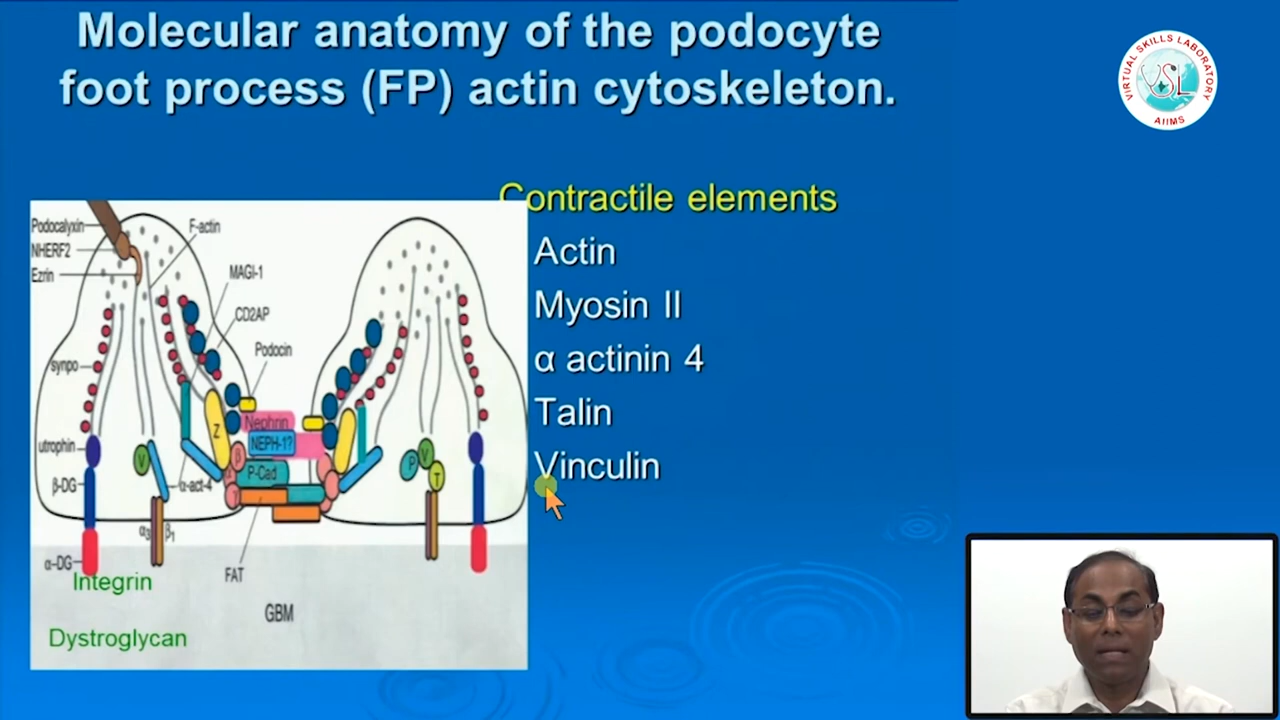 Molecular anatomy of the podocyte
foot process (FP) actin cytoskeleton.
VIRTUAL SKILLS LABORATORY
VSL
AIIMS
Contractile elements
Actin
Myosin II
α actinin 4
Talin
Vinculin
Podocalyxin
NHERF2
Ezrin
F-actin
MAGI-1
CD2AP
Podocin
synpo
Z
Nephrin
NEPH-1?
utrophin
V
β
P-Cad
P
V
T
β-DG
α-act-4
γ
α3
β1
α-DG
FAT
Integrin
GBM
Dystroglycan